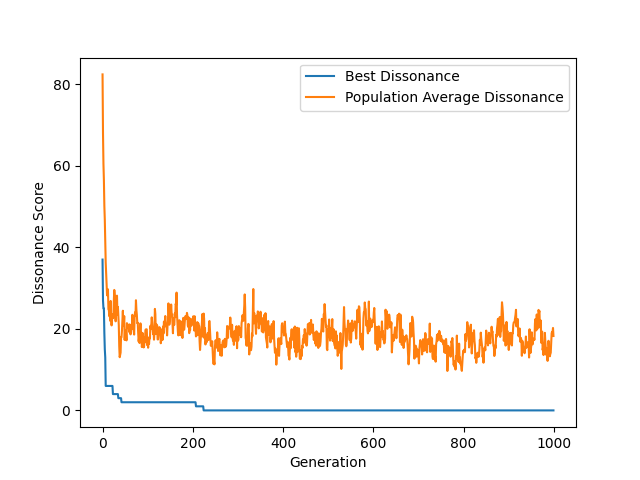 Best Dissonance
Population Average Dissonance
80
60
40
20
0
Dissonance Score
0 200 400 600 800 1000
Generation